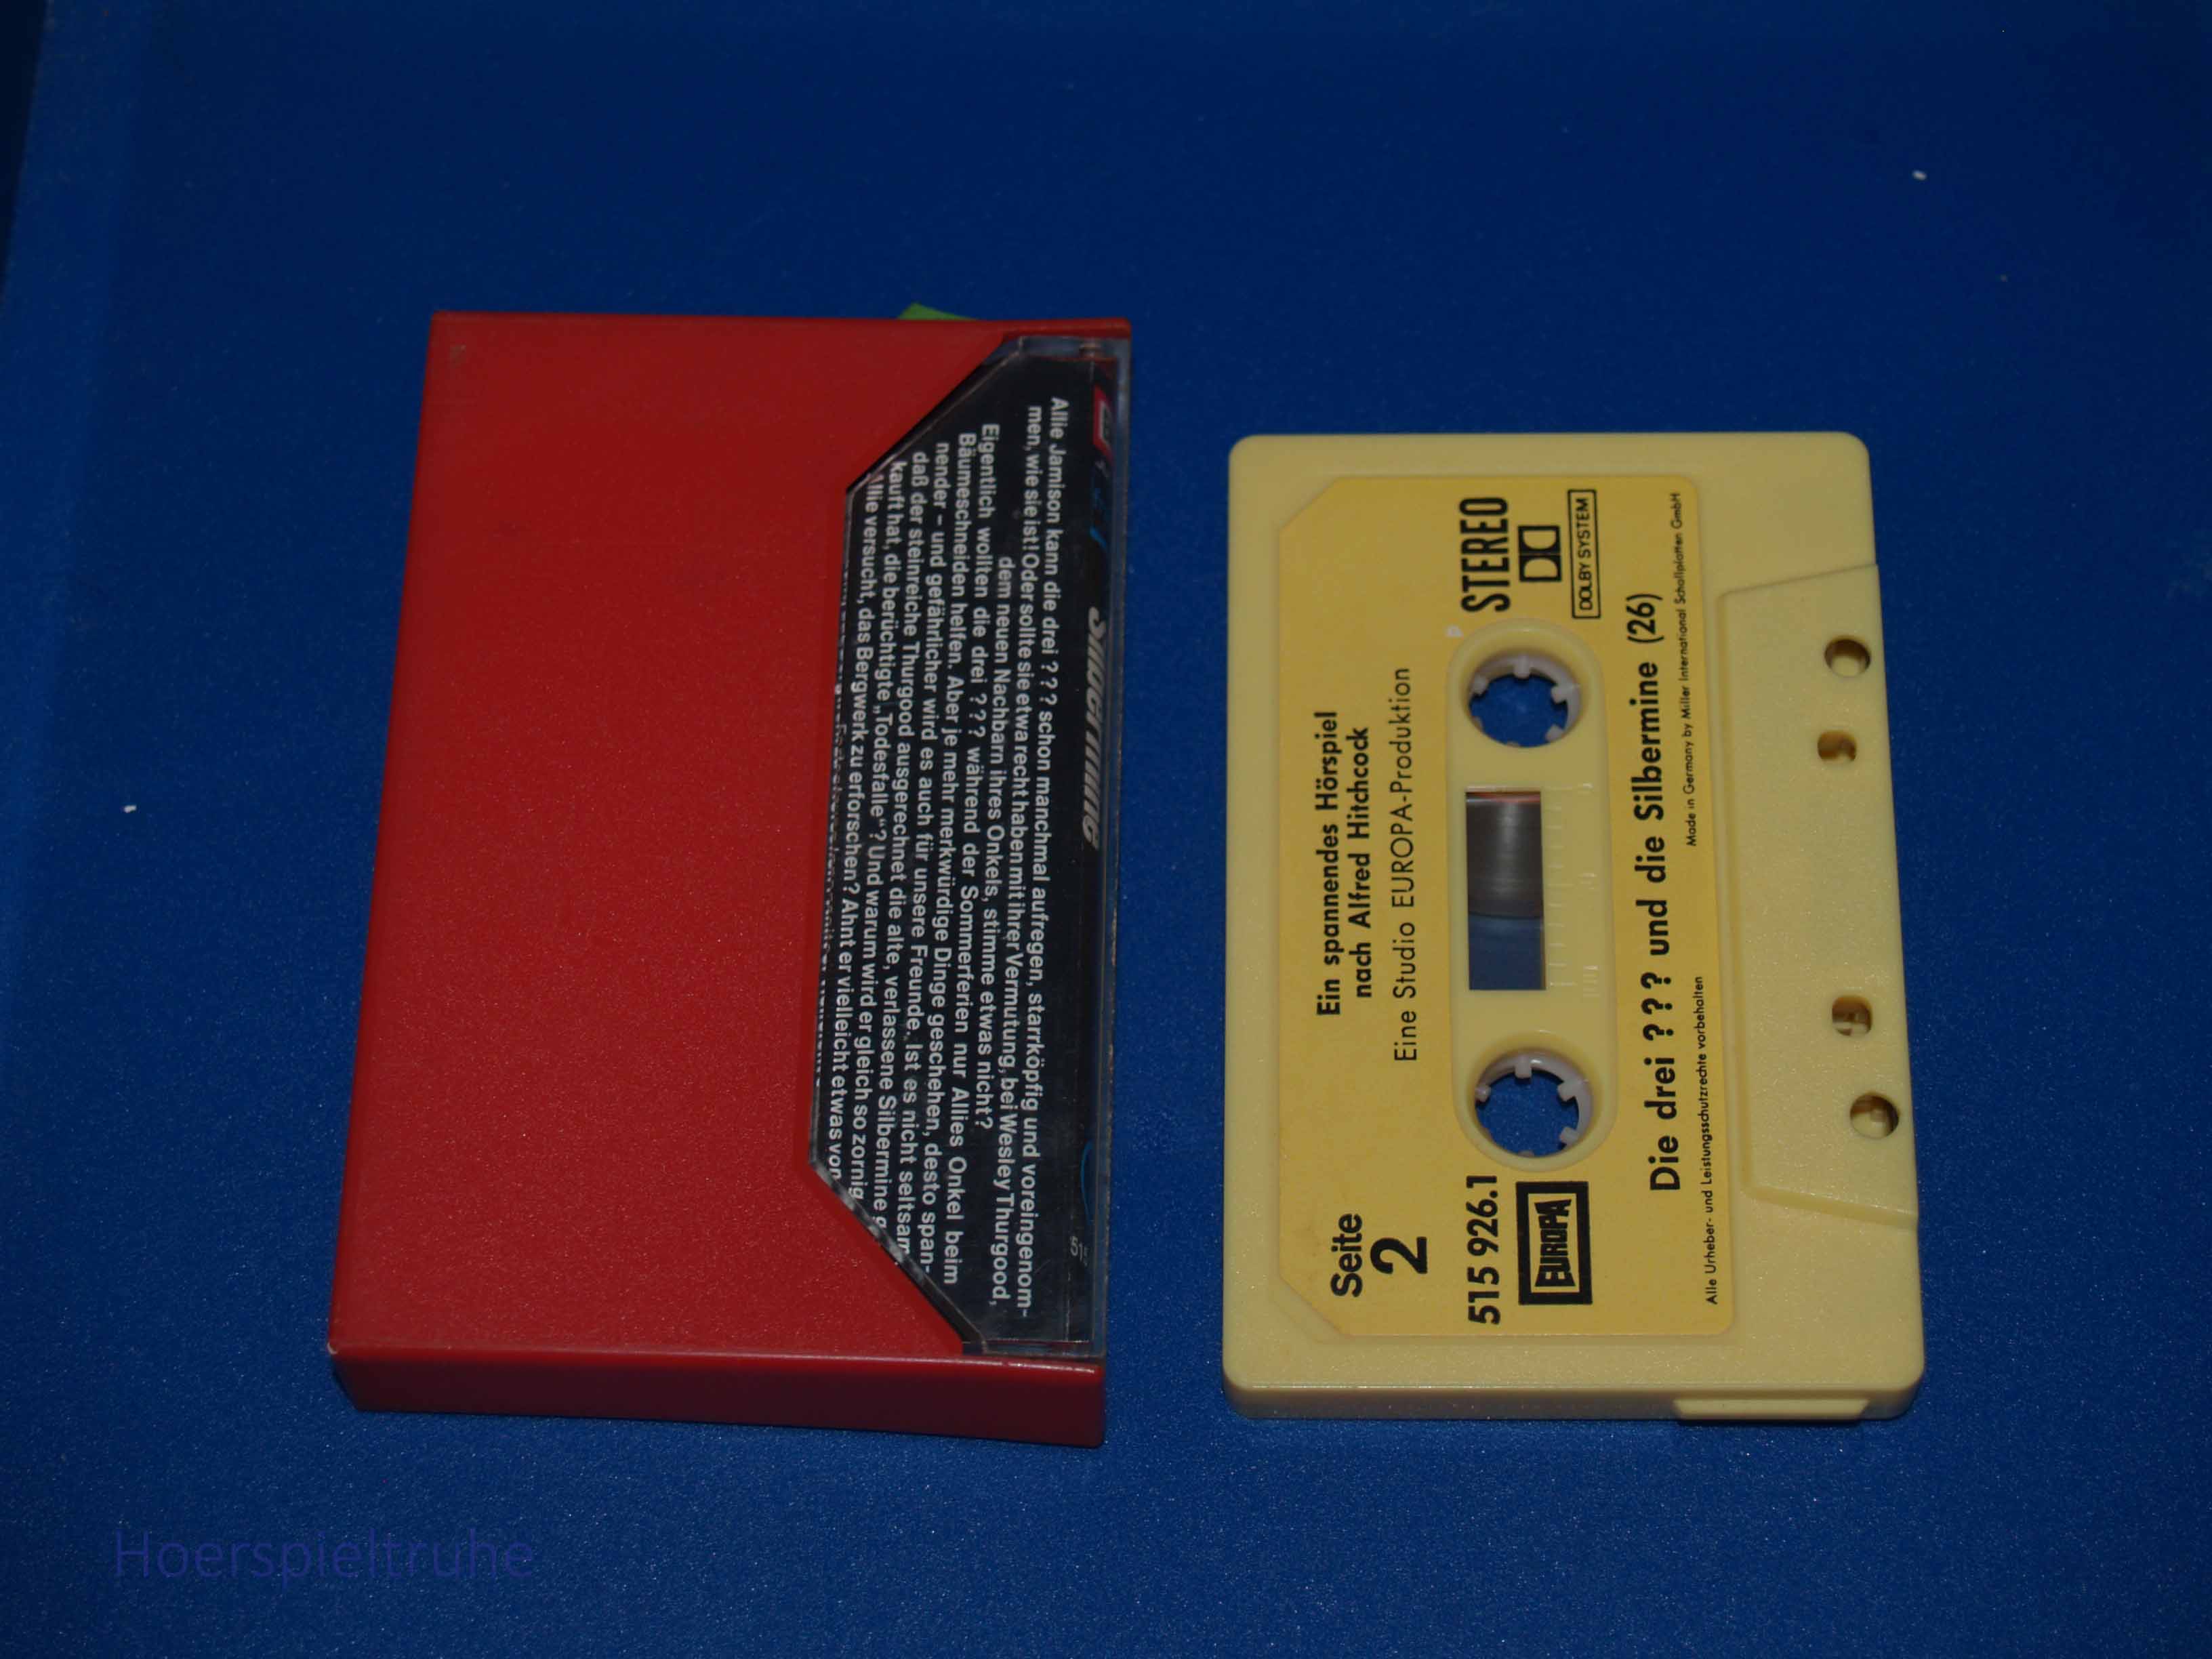 Silbermine
Allie Jamison kann die drei ? ? ? schon manchmal aufregen, starrköpfig und voreingenom-
men, wie sie ist! Oder sollte sie etwa recht haben mit ihrer Vermutung, bei Wesley Thurgood,
dem neuen Nachbarn ihres Onkels, stimme etwas nicht?
Eigentlich wollten die drei ? ? ? während der Sommerferien nur Allies Onkel beim
Bäumeschneiden helfen. Aber je mehr merkwürdige Dinge geschehen, desto span-
nender – und gefährlicher wird es auch für unsere Freunde. Ist es nicht seltsam
daß der steinreiche Thurgood ausgerechnet die alte, verlassene Silbermine
kauft hat, die berüchtigte „Todesfalle“? Und warum wird er gleich so zornig
versucht, das Bergwerk zu erforschen? Ahnt er vielleicht etwas von
Seite
2
Ein spannendes Hörspiel
nach Alfred Hitchcock
Eine Studio EUROPA-Produktion
515 926.1
EUROPA
STEREO
DOLBY SYSTEM
Die drei ? ? ? und die Silbermine (26)
Alle Urheber- und Leistungsschutzrechte vorbehalten
Made in Germany by Miller International Schallplatten GmbH
Hoerspieltruhe